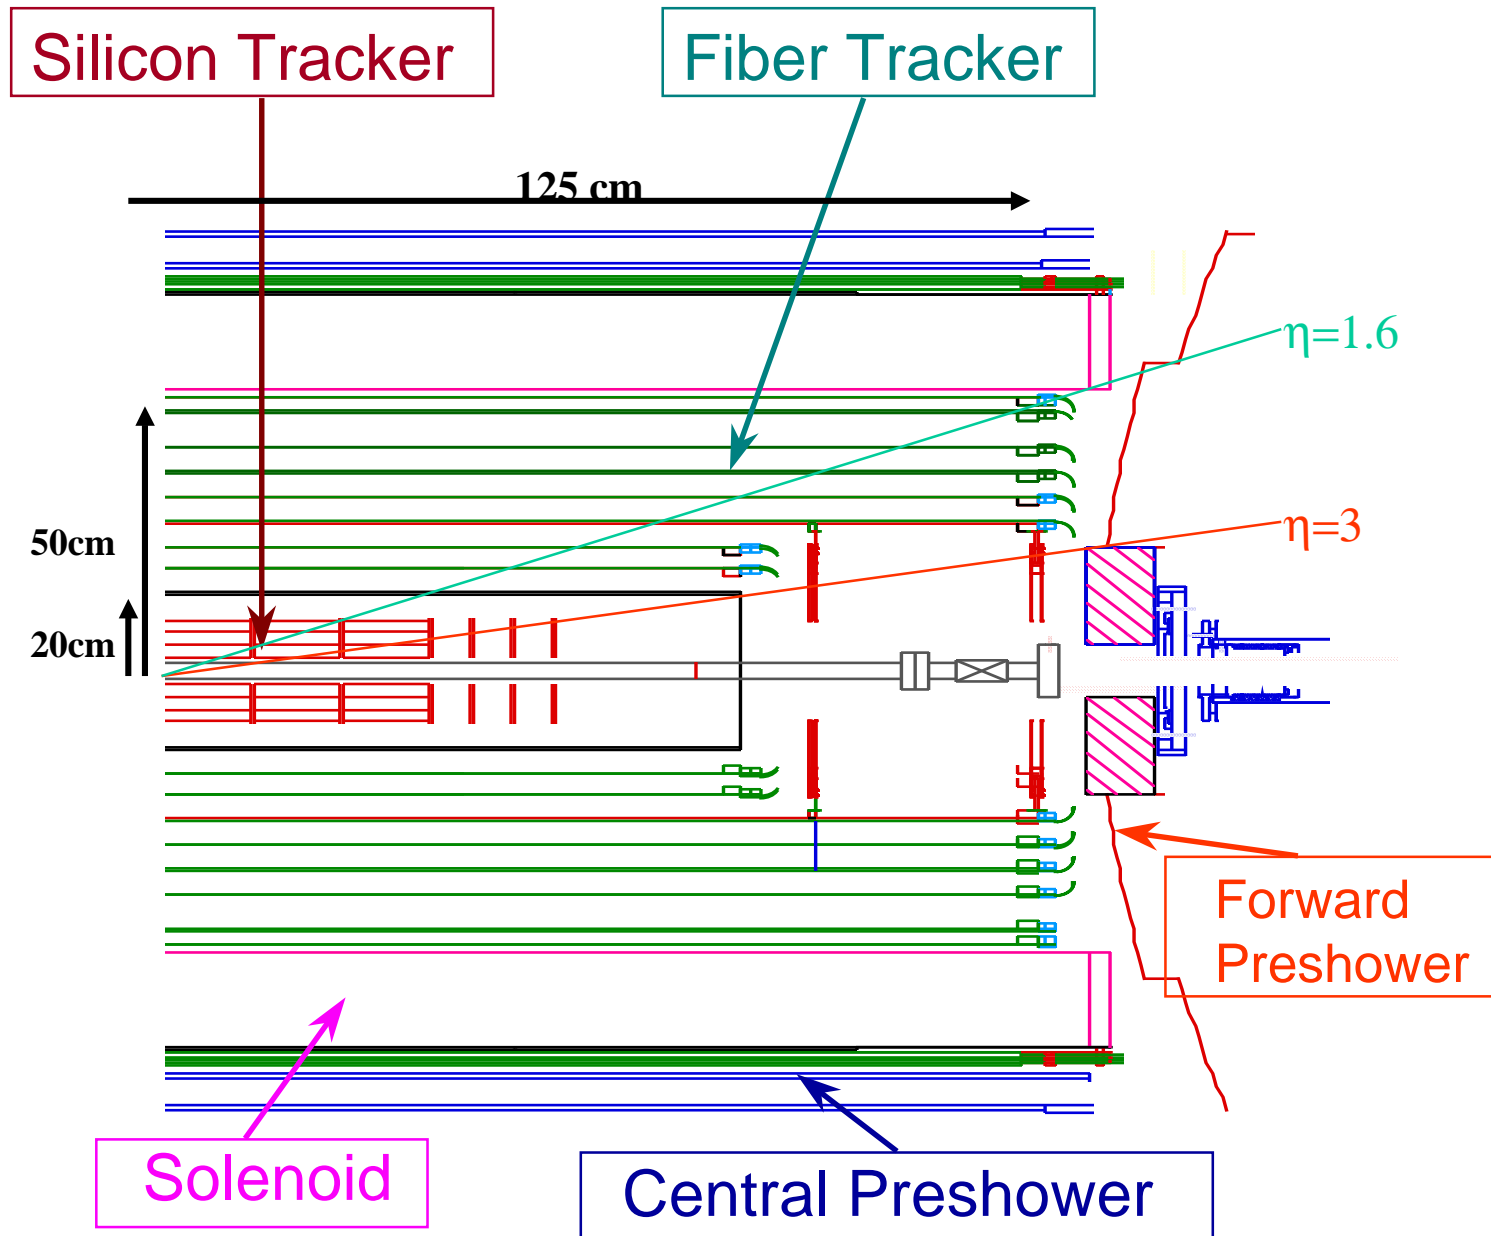 Silicon Tracker
Fiber Tracker
125 cm
η=1.6
50cm
η=3
20cm
Forward
Preshower
Solenoid
Central Preshower